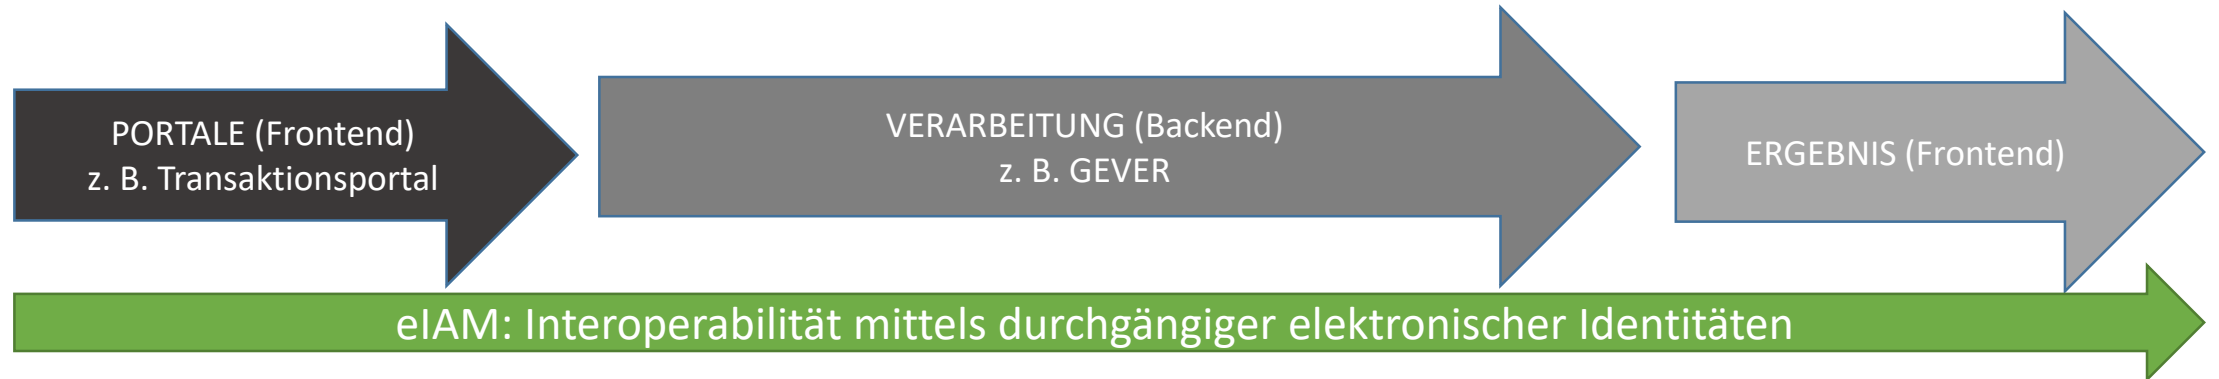 PORTALE (Frontend)
z. B. Transaktionsportal
VERARBEITUNG (Backend)
z. B. GEVER
ERGEBNIS (Frontend)
eIAM: Interoperabilität mittels durchgängiger elektronischer Identitäten